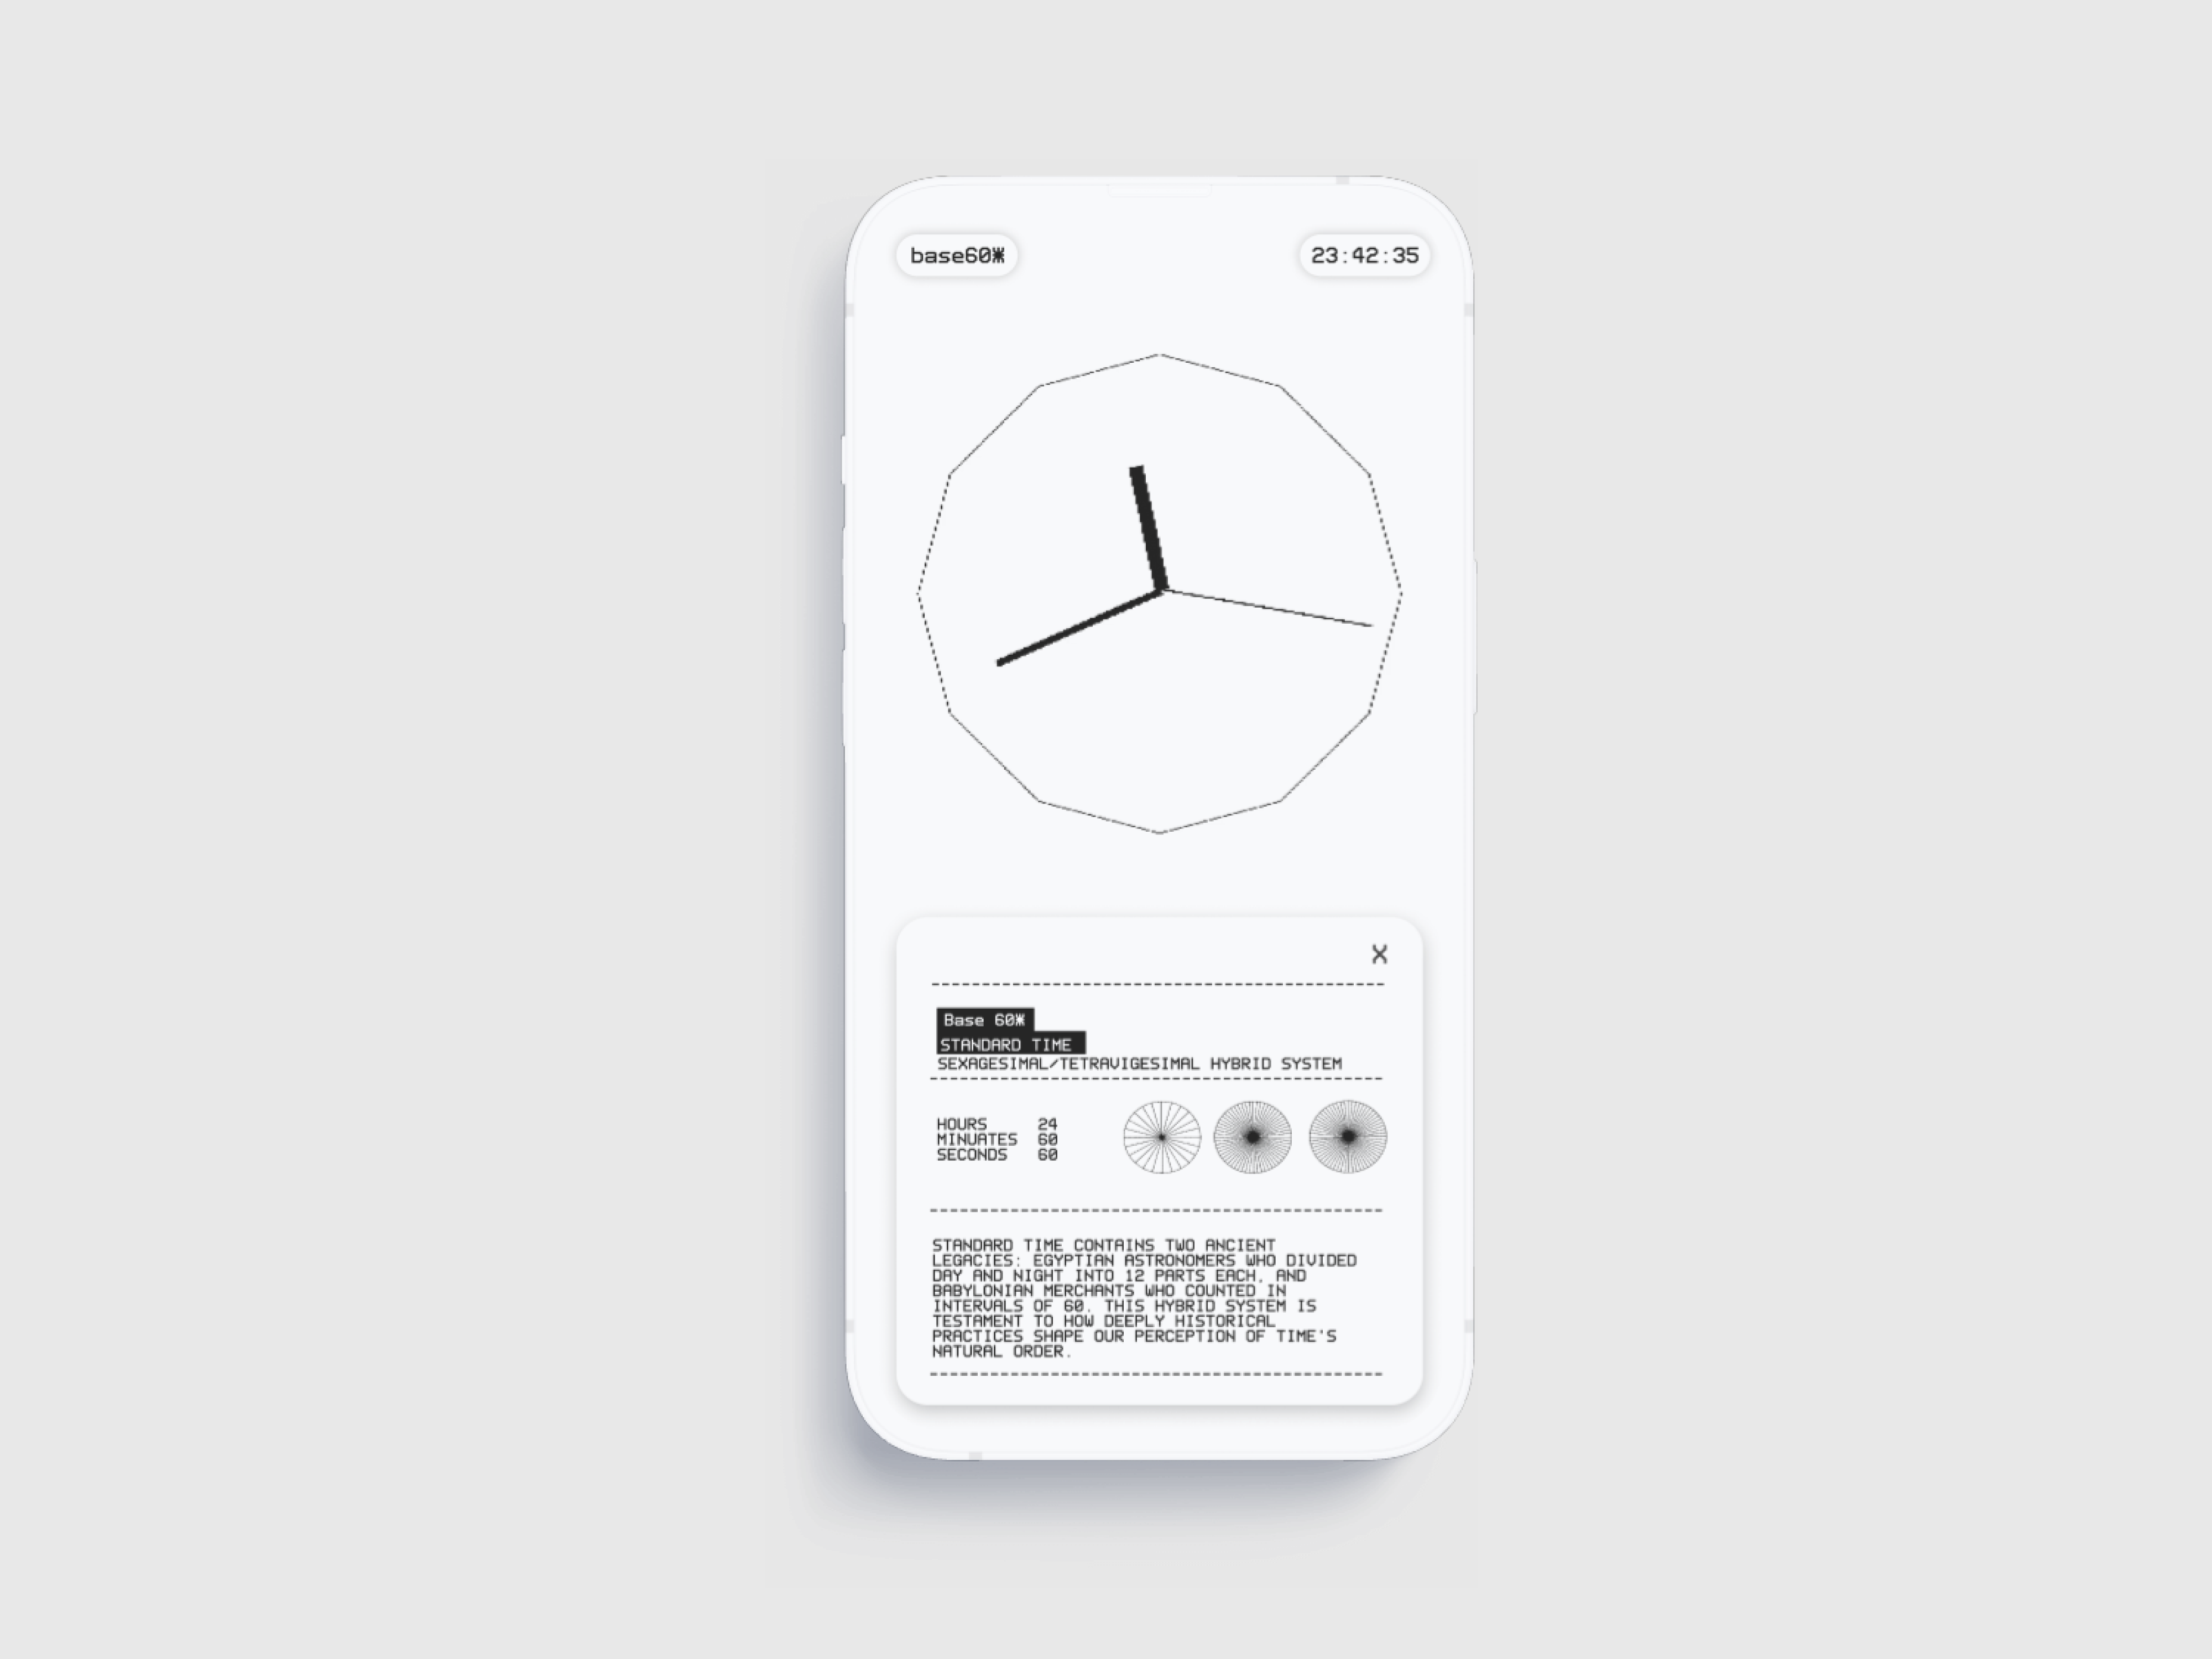 base60Ж
23:42:35
X
Base 60Ж
STANDARD TIME
SEXAGESIMAL/TETRAVIGESIMAL HYBRID SYSTEM
HOURS 24
MINUATES 60
SECONDS 60
STANDARD TIME CONTAINS TWO ANCIENT
LEGACIES: EGYPTIAN ASTRONOMERS WHO DIVIDED
DAY AND NIGHT INTO 12 PARTS EACH, AND
BABYLONIAN MERCHANTS WHO COUNTED IN
INTERVALS OF 60. THIS HYBRID SYSTEM IS
TESTAMENT TO HOW DEEPLY HISTORICAL
PRACTICES SHAPE OUR PERCEPTION OF TIME'S
NATURAL ORDER.